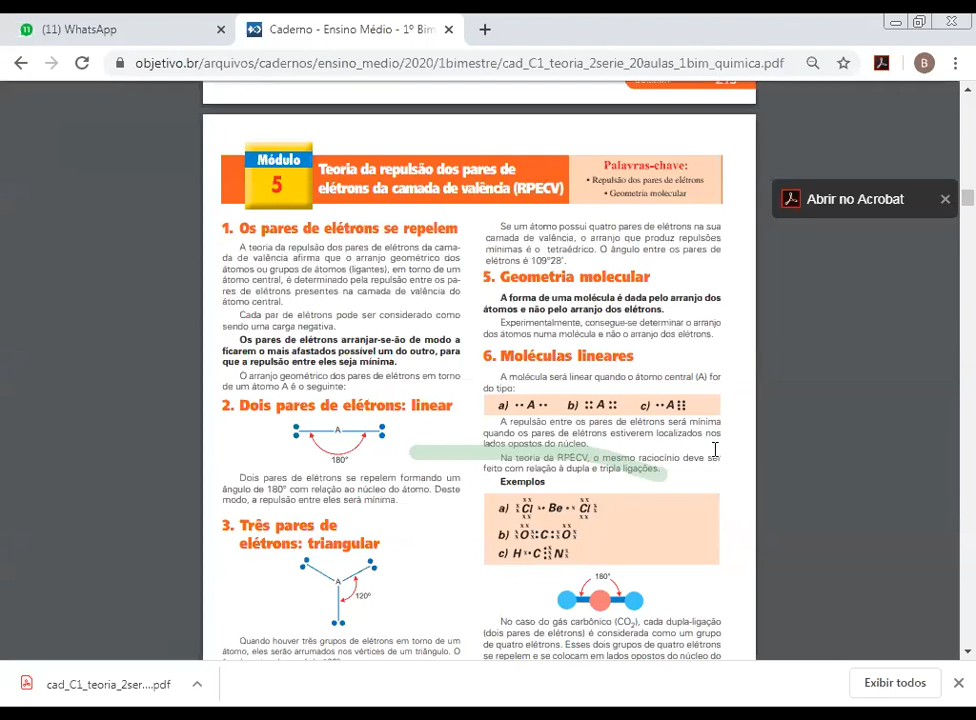 11 (11) WhatsApp
Caderno - Ensino Médio - 1º Bim
objetivo.br/arquivos/cadernos/ensino_medio/2020/1bimestre/cad_C1_teoria_2serie_20aulas_1bim_quimica.pdf
B
Módulo
5
Teoria da repulsão dos pares de
elétrons da camada de valência (RPECV)
Palavras-chave:
• Repulsão dos pares de elétrons
• Geometria molecular
Abrir no Acrobat
1. Os pares de elétrons se repelem
A teoria da repulsão dos pares de elétrons da cama-
da de valência afirma que o arranjo geométrico dos
átomos ou grupos de átomos (ligantes), em torno de um
átomo central, é determinado pela repulsão entre os pa-
res de elétrons presentes na camada de valência do
átomo central.
Cada par de elétrons pode ser considerado como
sendo uma carga negativa.
Os pares de elétrons arranjar-se-ão de modo a
ficarem o mais afastados possível um do outro, para
que a repulsão entre eles seja mínima.
O arranjo geométrico dos pares de elétrons em torno
de um átomo A é o seguinte:
2. Dois pares de elétrons: linear
A
180°
Dois pares de elétrons se repelem formando um
ângulo de 180° com relação ao núcleo do átomo. Deste
modo, a repulsão entre eles será mínima.
3. Três pares de
elétrons: triangular
A
120°
Quando houver três grupos de elétrons em torno de um
átomo, eles serão arrumados nos vértices de um triângulo. O
Se um átomo possui quatro pares de elétrons na sua
camada de valência, o arranjo que produz repulsões
mínimas é o tetraédrico. O ângulo entre os pares de
elétrons é 109°28'.
5. Geometria molecular
A forma de uma molécula é dada pelo arranjo dos
átomos e não pelo arranjo dos elétrons.
Experimentalmente, consegue-se determinar o arranjo
dos átomos numa molécula e não o arranjo dos elétrons.
6. Moléculas lineares
A molécula será linear quando o átomo central (A) for
do tipo:
a) •• A •• b) :: A :: c) •• A ⁝⁝
A repulsão entre os pares de elétrons será mínima
quando os pares de elétrons estiverem localizados nos
lados opostos do núcleo.
Na teoria da RPECV, o mesmo raciocínio deve ser
feito com relação à dupla e tripla ligações.
Exemplos
a) Cl x• Be •x Cl
b) O::C::O
c) H x• C ⁝ N
180°
No caso do gás carbônico (CO₂), cada dupla-ligação
(dois pares de elétrons) é considerada como um grupo
de quatro elétrons. Esses dois grupos de quatro elétrons
se repelem e se colocam em lados opostos do núcleo do
cad_C1_teoria_2ser....pdf
Exibir todos